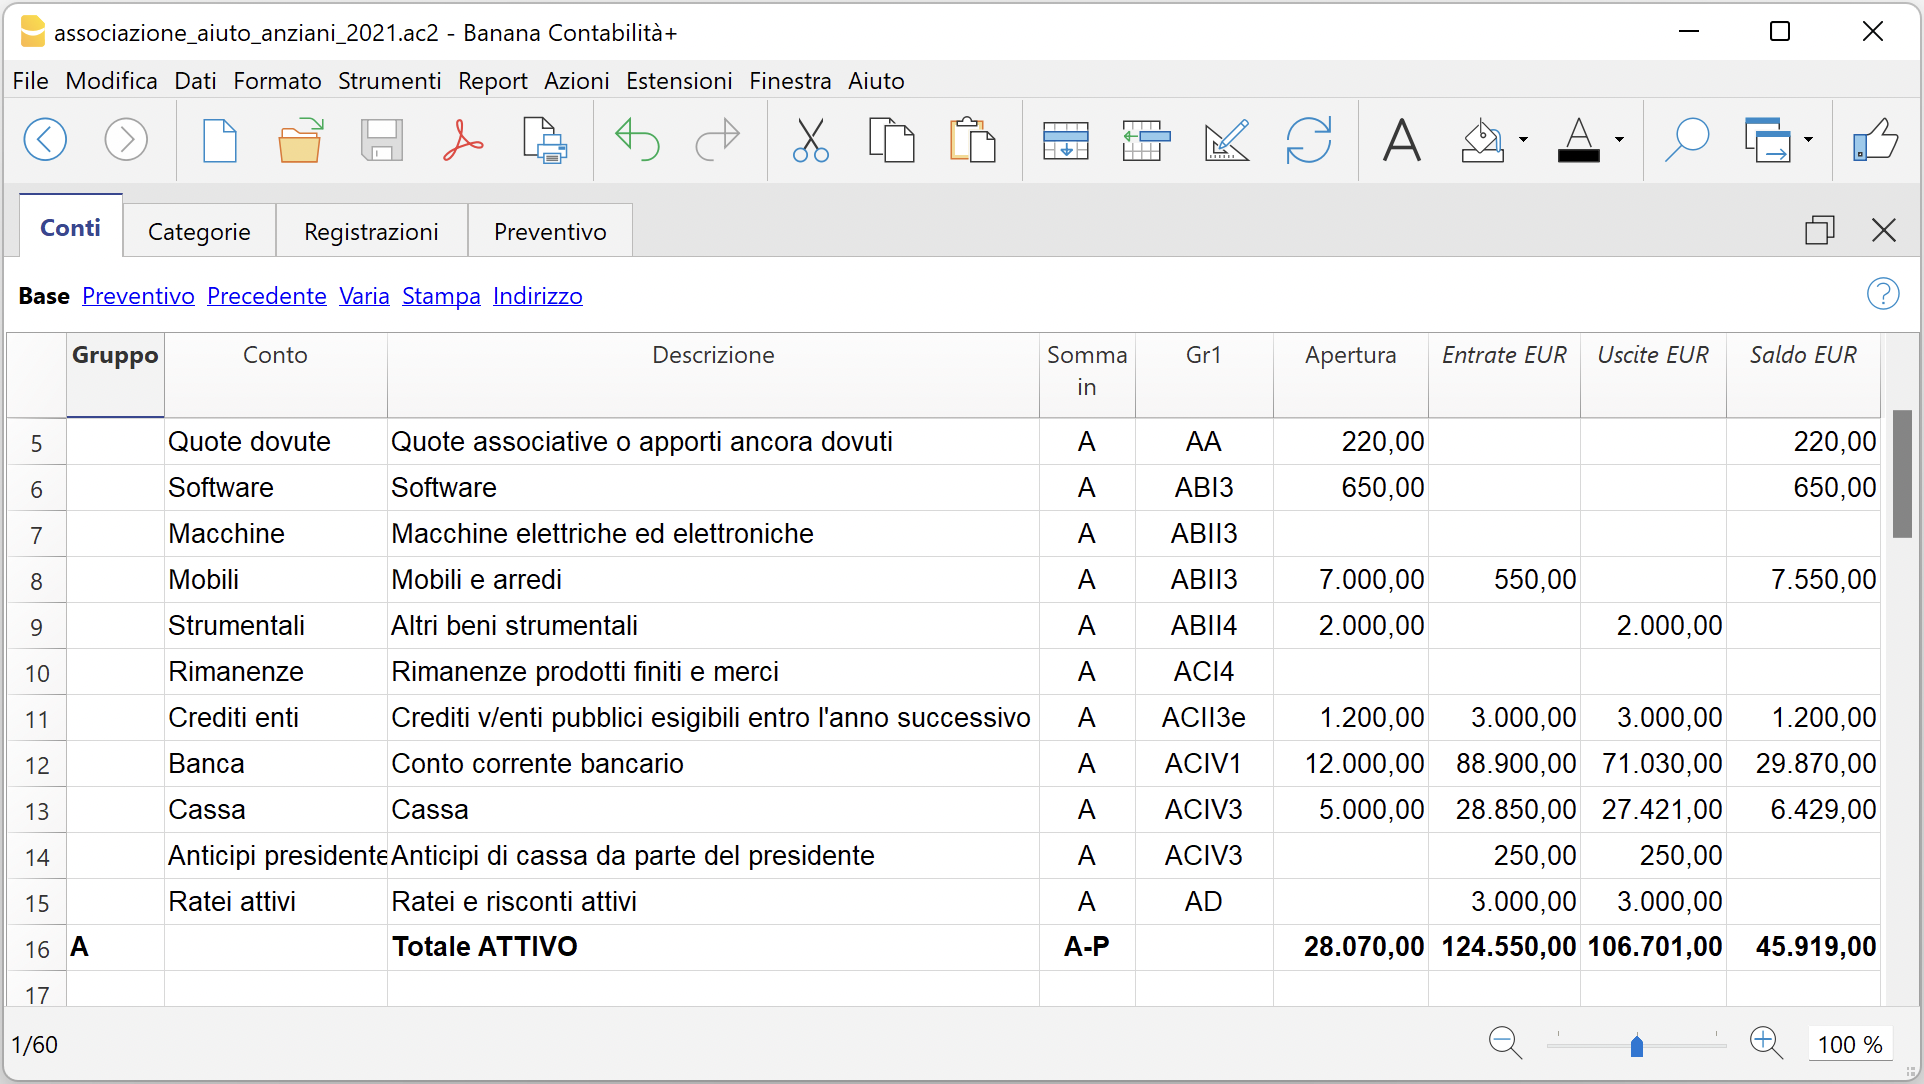 associazione_aiuto_anziani_2021.ac2 - Banana Contabilità+
File Modifica Dati Formato Strumenti Report Azioni Estensioni Finestra Aiuto
Conti Categorie Registrazioni Preventivo
Base Preventivo Precedente Varia Stampa Indirizzo
Gruppo Conto Descrizione Somma in Gr1 Apertura Entrate EUR Uscite EUR Saldo EUR
5 Quote dovute Quote associative o apporti ancora dovuti A AA 220,00 220,00
6 Software Software A ABI3 650,00 650,00
7 Macchine Macchine elettriche ed elettroniche A ABII3
8 Mobili Mobili e arredi A ABII3 7.000,00 550,00 7.550,00
9 Strumentali Altri beni strumentali A ABII4 2.000,00 2.000,00
10 Rimanenze Rimanenze prodotti finiti e merci A ACI4
11 Crediti enti Crediti v/enti pubblici esigibili entro l'anno successivo A ACII3e 1.200,00 3.000,00 3.000,00 1.200,00
12 Banca Conto corrente bancario A ACIV1 12.000,00 88.900,00 71.030,00 29.870,00
13 Cassa Cassa A ACIV3 5.000,00 28.850,00 27.421,00 6.429,00
14 Anticipi presidente Anticipi di cassa da parte del presidente A ACIV3 250,00 250,00
15 Ratei attivi Ratei e risconti attivi A AD 3.000,00 3.000,00
16 A Totale ATTIVO A-P 28.070,00 124.550,00 106.701,00 45.919,00
17
1/60 100 %